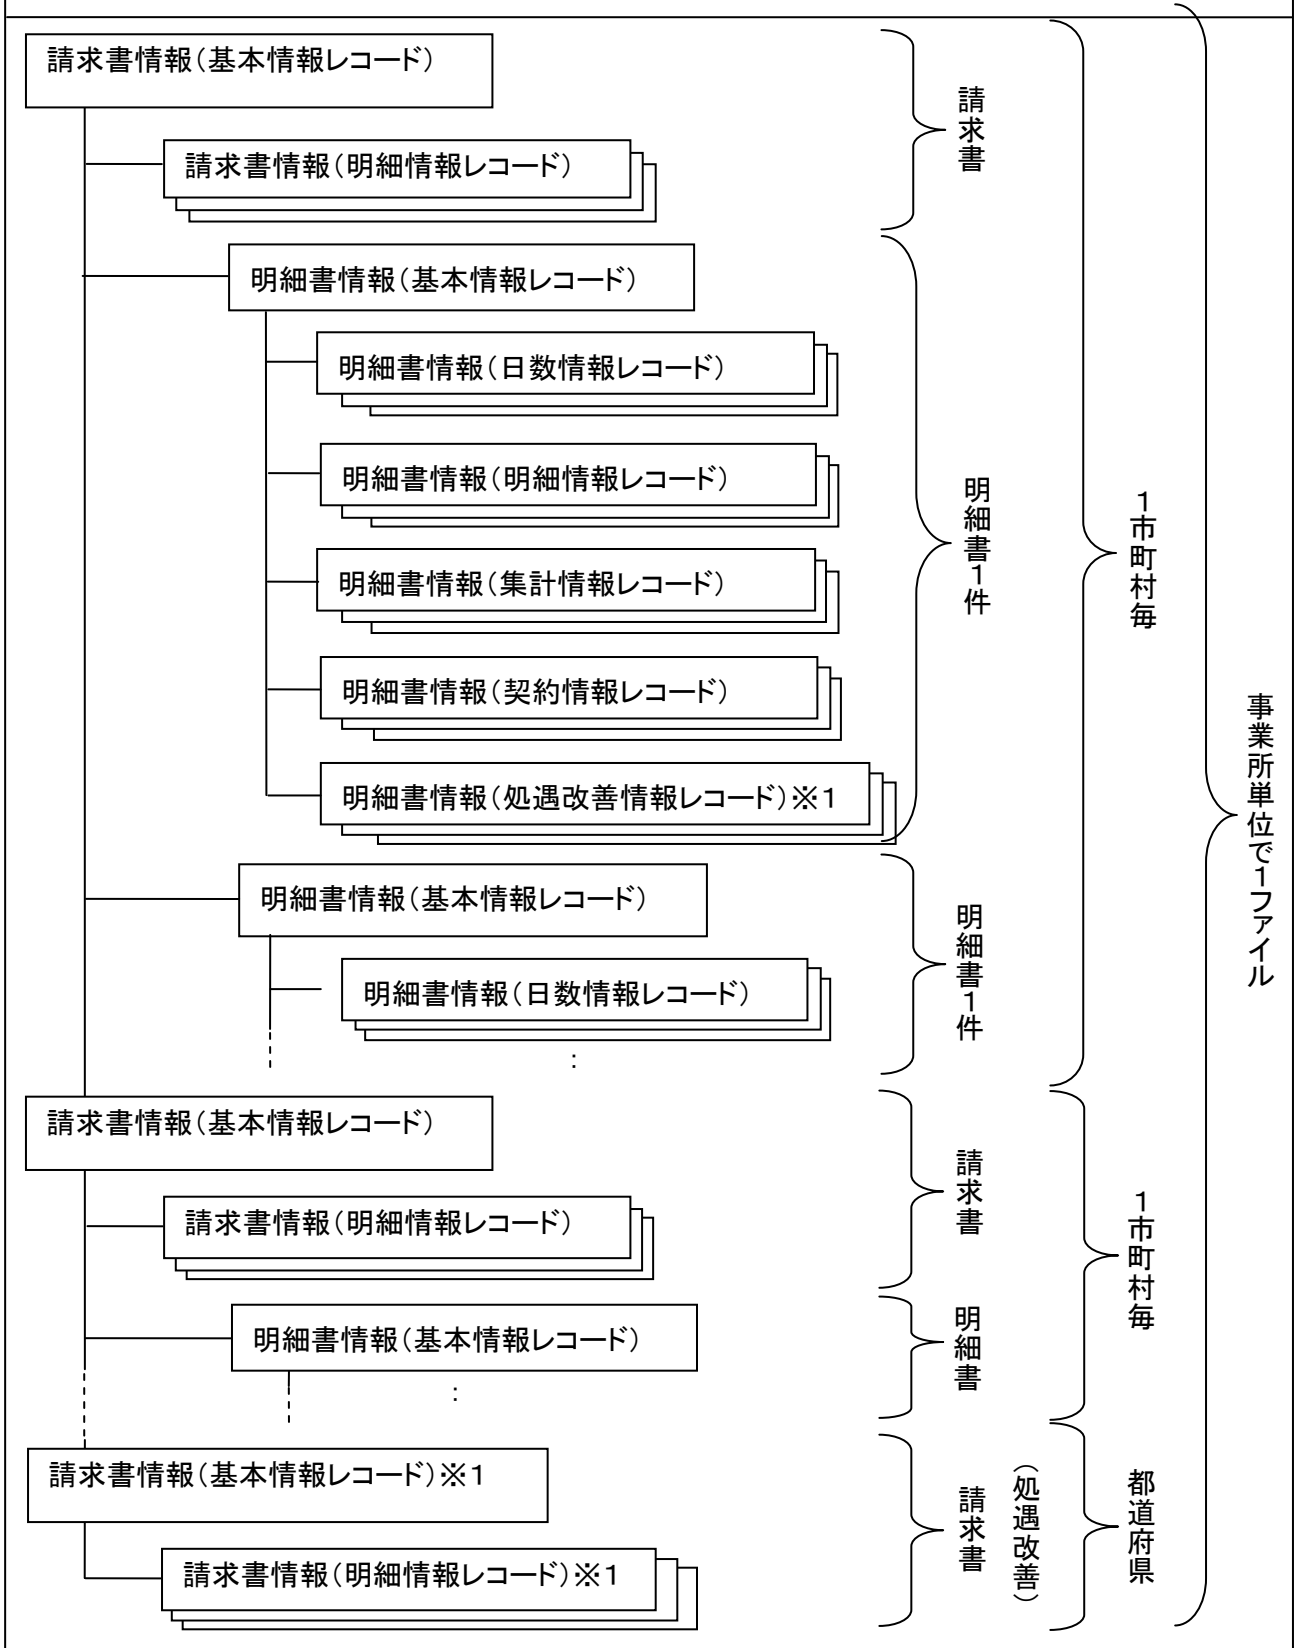 請求書情報（基本情報レコード）
請求書情報（明細情報レコード）
請求書
明細書情報（基本情報レコード）
明細書情報（日数情報レコード）
明細書情報（明細情報レコード）
明細書情報（集計情報レコード）
明細書情報（契約情報レコード）
明細書情報（処遇改善情報レコード）※１
明細書１件
明細書情報（基本情報レコード）
明細書情報（日数情報レコード）
：
明細書１件
１市町村毎
請求書情報（基本情報レコード）
請求書情報（明細情報レコード）
請求書
明細書情報（基本情報レコード）
：
明細書
１市町村毎
請求書情報（基本情報レコード）※１
請求書情報（明細情報レコード）※１
請求書
（処遇改善）
都道府県
事業所単位で１ファイル